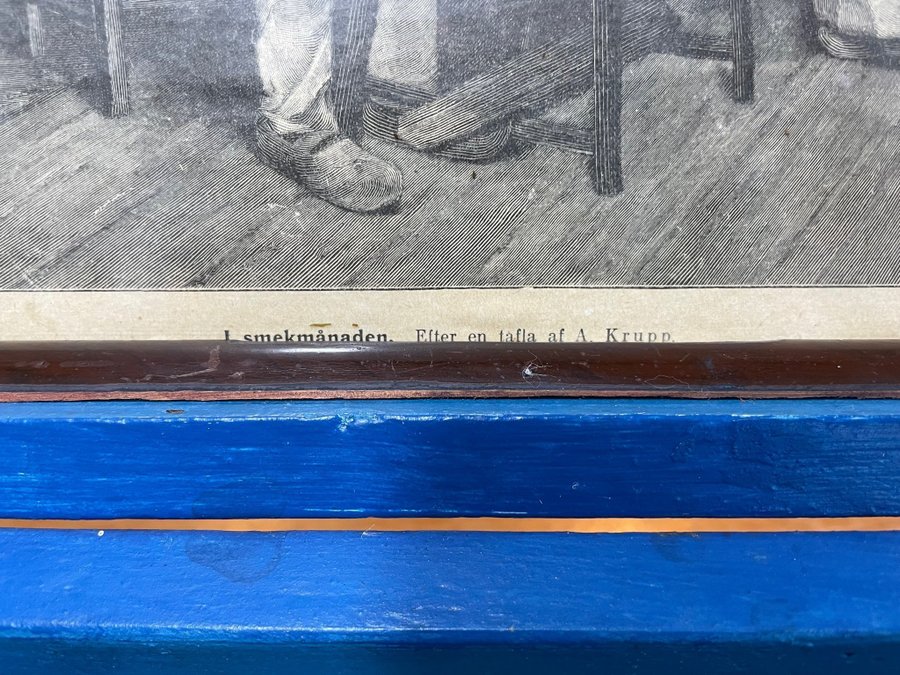 I smekmånaden. Efter en tafla af A. Krupp.